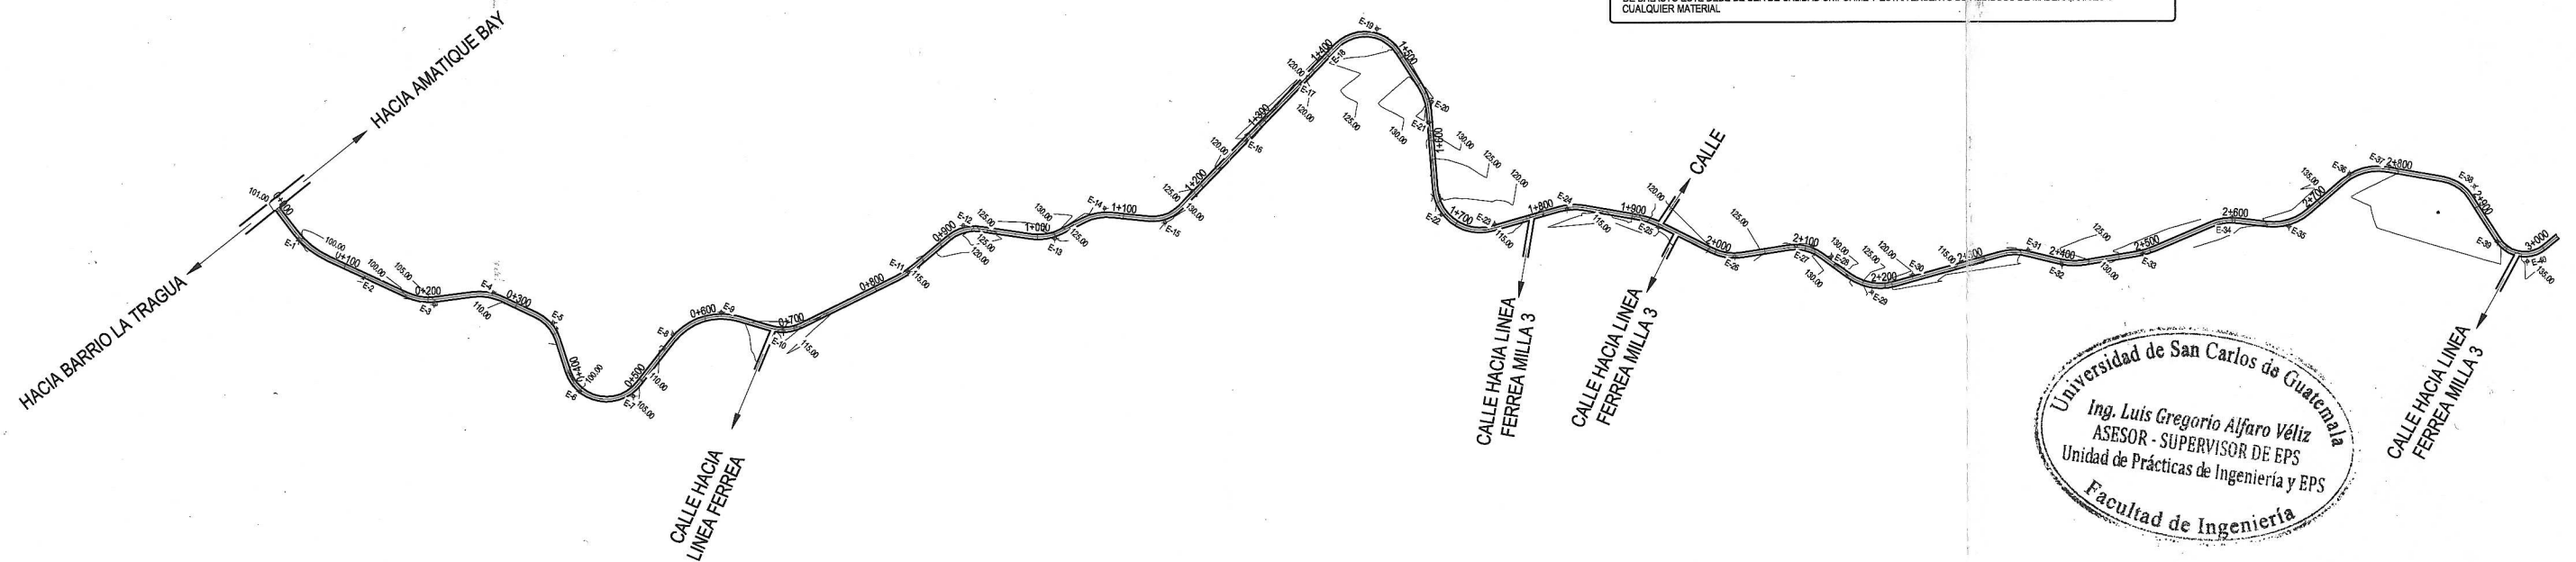 CUALQUIER MATERIAL
HACIA AMATIQUE BAY
HACIA BARRIO LA TRAGUA
101.00
E-1
100.00
0+100
E-2
100.00
105.00
0+200
E-3
E-4
110.00
0+300
E-5
0+400
100.00
E-6
E-7
105.00
0+500
110.00
E-8
0+600
E-9
0+700
E-10
115.00
CALLE HACIA
LINEA FERREA
0+800
E-11
115.00
0+900
E-12
120.00
125.00
125.00
1+000
130.00
E-13
125.00
E-14
1+100
E-15
125.00
130.00
1+200
120.00
E-16
1+300
E-17
120.00
120.00
1+400
E-18
E-19
125.00
130.00
1+500
E-20
E-21
1+600
130.00
125.00
120.00
E-22
1+700
E-23
115.00
1+800
E-24
CALLE HACIA LINEA
FERREA MILLA 3
115.00
1+900
E-25
120.00
CALLE
CALLE HACIA LINEA
FERREA MILLA 3
2+000
E-26
125.00
2+100
E-27
130.00
E-28
130.00
125.00
120.00
2+200
E-29
E-30
115.00
E-31
2+400
E-32
125.00
130.00
2+500
E-33
2+600
E-34
E-35
2+700
135.00
E-36
E-37
2+800
E-38
2+900
E-39
3+000
E-40
135.00
CALLE HACIA LINEA
FERREA MILLA 3
Universidad de San Carlos de Guatemala
Ing. Luis Gregorio Alfaro Véliz
ASESOR - SUPERVISOR DE EPS
Unidad de Prácticas de Ingeniería y EPS
Facultad de Ingeniería